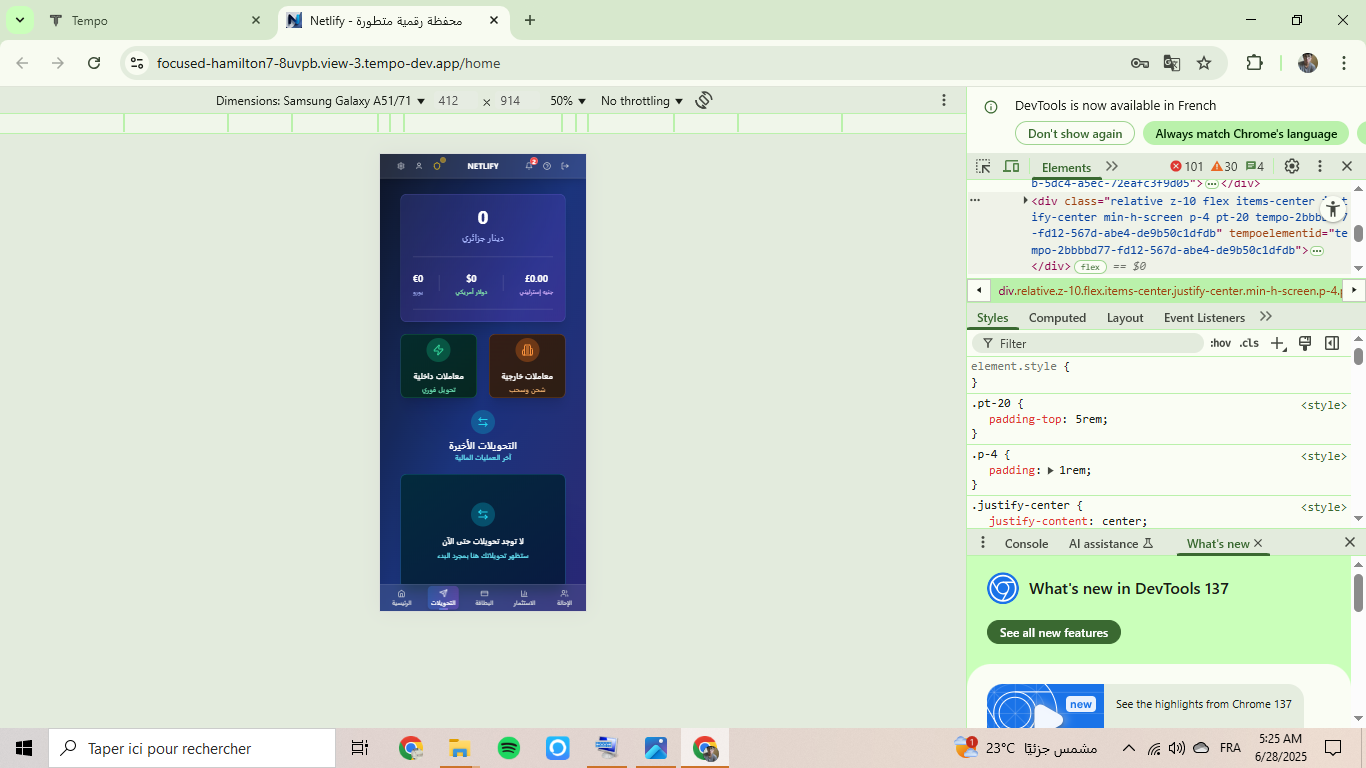 Tempo
Netlify - محفظة رقمية متطورة
focused-hamilton7-8uvpb.view-3.tempo-dev.app/home
Dimensions: Samsung Galaxy A51/71 412 × 914 50% No throttling
NETLIFY
2
0
دينار جزائري
€0 $0 £0.00
يورو دولار أمريكي جنيه إسترليني
معاملات داخلية معاملات خارجية
تحويل فوري شحن وسحب
التحويلات الأخيرة
آخر العمليات المالية
لا توجد تحويلات حتى الآن
ستظهر تحويلاتك هنا بمجرد البدء
الرئيسية التحويلات البطاقة الاستثمار الإحالة
DevTools is now available in French
Don't show again Always match Chrome's language
Elements 101 30 4
b-5dc4-a5ec-72eafc3f9d05">…</div>
<div class="relative z-10 flex items-center
ify-center min-h-screen p-4 pt-20 tempo-2bbb
-fd12-567d-abe4-de9b50c1dfdb" tempoelementid="te
mpo-2bbbbd77-fd12-567d-abe4-de9b50c1dfdb">…
</div> flex == $0
div.relative.z-10.flex.items-center.justify-center.min-h-screen.p-4.
Styles Computed Layout Event Listeners
Filter :hov .cls
element.style {
}
.pt-20 { <style>
padding-top: 5rem;
}
.p-4 { <style>
padding: 1rem;
}
.justify-center { <style>
justify-content: center;
Console AI assistance What's new
What's new in DevTools 137
See all new features
new
See the highlights from Chrome 137
Taper ici pour rechercher
1
23°C مشمس جزئيًا
FRA
5:25 AM
6/28/2025